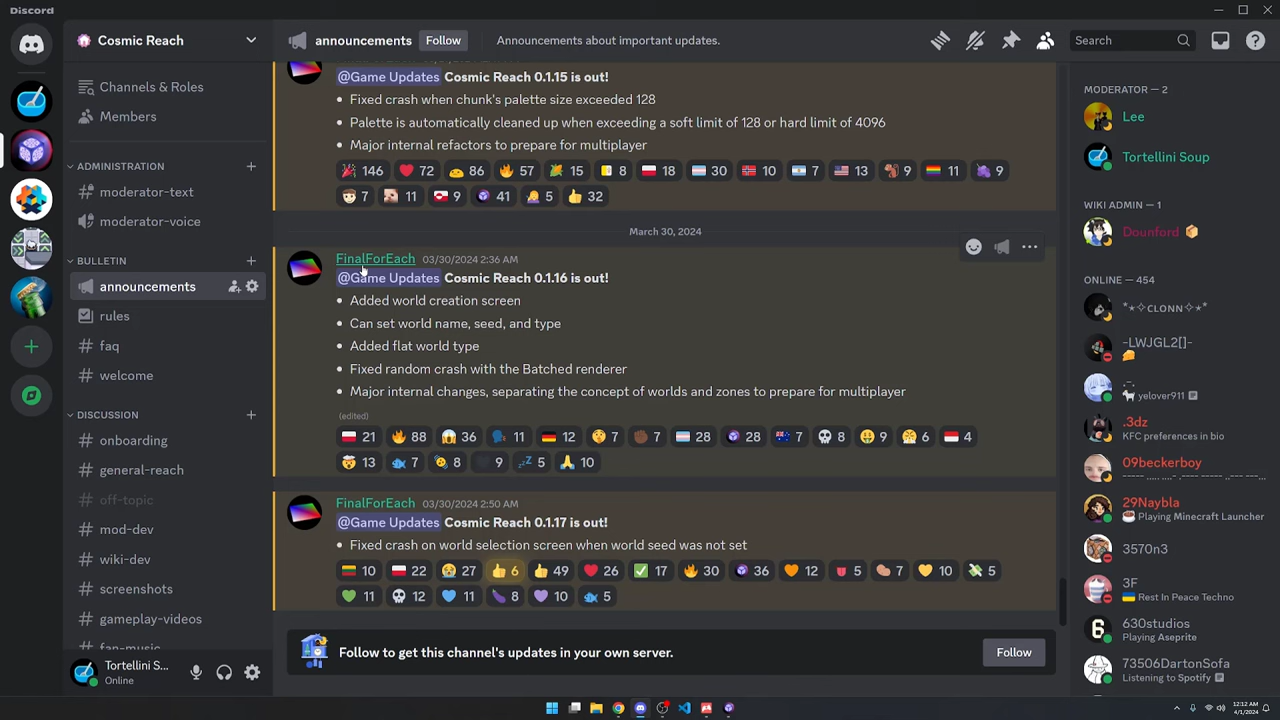 Discord
Cosmic Reach
announcements
Follow
Announcements about important updates.
Search
Channels & Roles
Members
ADMINISTRATION
moderator-text
moderator-voice
BULLETIN
announcements
rules
faq
welcome
DISCUSSION
onboarding
general-reach
off-topic
mod-dev
wiki-dev
screenshots
gameplay-videos
fan-music
Tortellini S...
Online
@Game Updates Cosmic Reach 0.1.15 is out!
• Fixed crash when chunk's palette size exceeded 128
• Palette is automatically cleaned up when exceeding a soft limit of 128 or hard limit of 4096
• Major internal refactors to prepare for multiplayer
146 72 86 57 15 8 18 30 10 7 13 9 11 9
7 11 9 41 5 32
March 30, 2024
FinalForEach 03/30/2024 2:36 AM
@Game Updates Cosmic Reach 0.1.16 is out!
• Added world creation screen
• Can set world name, seed, and type
• Added flat world type
• Fixed random crash with the Batched renderer
• Major internal changes, separating the concept of worlds and zones to prepare for multiplayer
(edited)
21 88 36 11 12 7 7 28 28 7 8 9 6 4
13 7 8 9 5 10
FinalForEach 03/30/2024 2:50 AM
@Game Updates Cosmic Reach 0.1.17 is out!
• Fixed crash on world selection screen when world seed was not set
10 22 27 6 49 26 17 30 36 12 5 7 10 5
11 12 11 8 10 5
Follow to get this channel's updates in your own server.
Follow
MODERATOR — 2
Lee
Tortellini Soup
WIKI ADMIN — 1
Dounford
ONLINE — 454
*⋆✧CLONN✧⋆*
-LWJGL2[]-
.-.
yelover911
.3dz
KFC preferences in bio
09beckerboy
29Naybla
Playing Minecraft Launcher
3570n3
3F
Rest In Peace Techno
630studios
Playing Aseprite
73506DartonSofa
Listening to Spotify
12:12 AM
4/1/2024